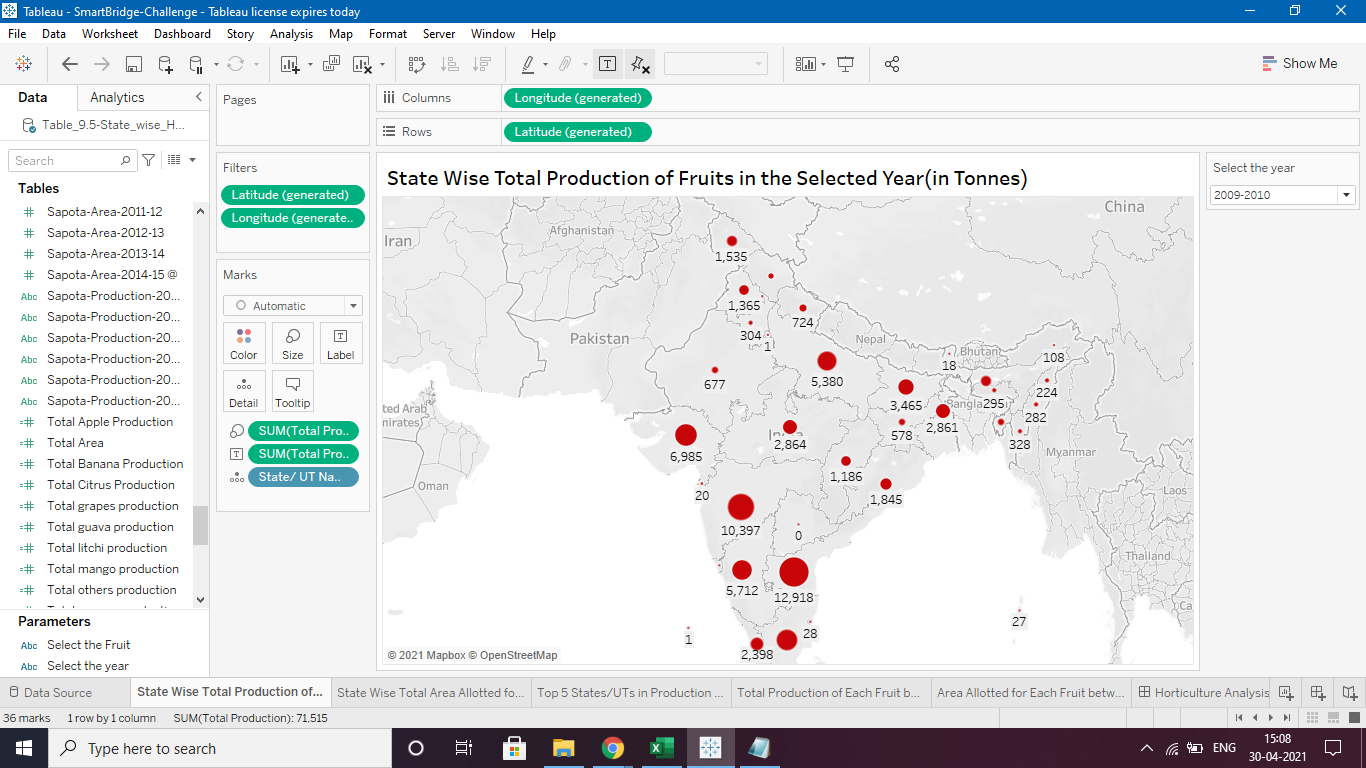 Tableau - SmartBridge-Challenge - Tableau license expires today
File Data Worksheet Dashboard Story Analysis Map Format Server Window Help
Show Me
Data Analytics
Table_9.5-State_wise_H...
Search
Tables
Sapota-Area-2011-12
Sapota-Area-2012-13
Sapota-Area-2013-14
Sapota-Area-2014-15 @
Abc Sapota-Production-20...
Abc Sapota-Production-20...
Abc Sapota-Production-20...
Abc Sapota-Production-20...
Abc Sapota-Production-20...
Abc Sapota-Production-20...
Total Apple Production
Total Area
Total Banana Production
Total Citrus Production
Total grapes production
Total guava production
Total litchi production
Total mango production
Total others production
Parameters
Abc Select the Fruit
Abc Select the year
Pages
Filters
Latitude (generated)
Longitude (generate..
Marks
Automatic
Color Size Label
Detail Tooltip
SUM(Total Pro..
SUM(Total Pro..
State/ UT Na..
Columns Longitude (generated)
Rows Latitude (generated)
State Wise Total Production of Fruits in the Selected Year(in Tonnes)
China
Afghanistan
Iran
1,535
1,365
724
Pakistan
304
1
Nepal
Bhutan
108
18
677
5,380
224
ted Arab
mirates
3,465
Bangla
295
282
2,861
India
2,864
578
328
6,985
Myanmar
1,186
Oman
20
1,845
Laos
10,397
0
Thailand
5,712
12,918
Ca
27
1
28
2,398
© 2021 Mapbox © OpenStreetMap
Select the year
2009-2010
Data Source State Wise Total Production of... State Wise Total Area Allotted fo... Top 5 States/UTs in Production ... Total Production of Each Fruit b... Area Allotted for Each Fruit betw... Horticulture Analysis
36 marks 1 row by 1 column SUM(Total Production): 71,515
Type here to search
ENG
15:08
30-04-2021